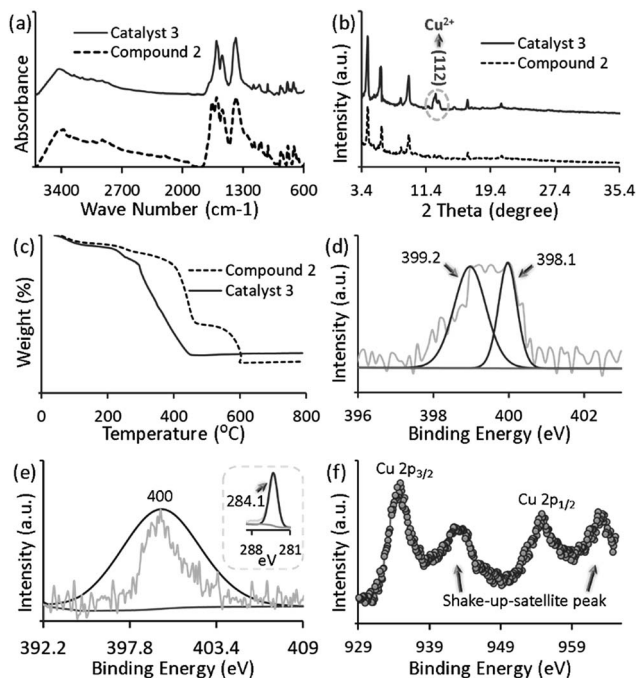 (a)
Catalyst 3
Compound 2
Absorbance
3400 2700 2000 1300 600
Wave Number (cm-1)
(b)
Cu2+
(112)
Catalyst 3
Compound 2
Intensity (a.u.)
3.4 11.4 19.4 27.4 35.4
2 Theta (degree)
(c)
Compound 2
Catalyst 3
Weight (%)
0 200 400 600 800
Temperature (°C)
(d)
399.2
398.1
Intensity (a.u.)
396 398 400 402
Binding Energy (eV)
(e)
400
284.1
288 281
eV
Intensity (a.u.)
392.2 397.8 403.4 409
Binding Energy (eV)
(f)
Cu 2p3/2
Cu 2p1/2
Shake-up-satellite peak
Intensity (a.u.)
929 939 949 959
Binding Energy (eV)